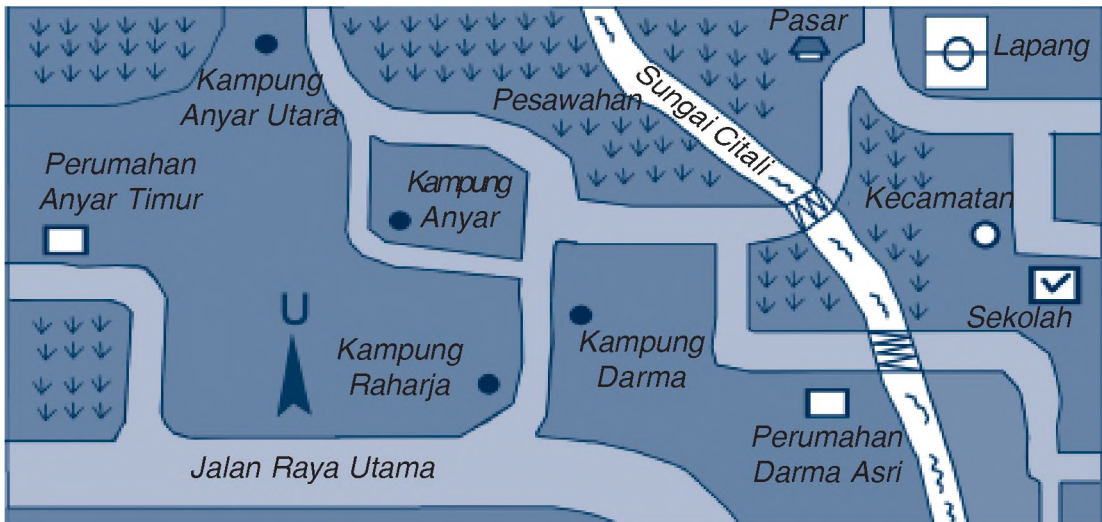 Pasar
Lapang
Kampung
Anyar Utara
Pesawahan
Sungai Citali
Perumahan
Anyar Timur
Kampung
Anyar
Kecamatan
U
Sekolah
Kampung
Raharja
Kampung
Darma
Perumahan
Darma Asri
Jalan Raya Utama